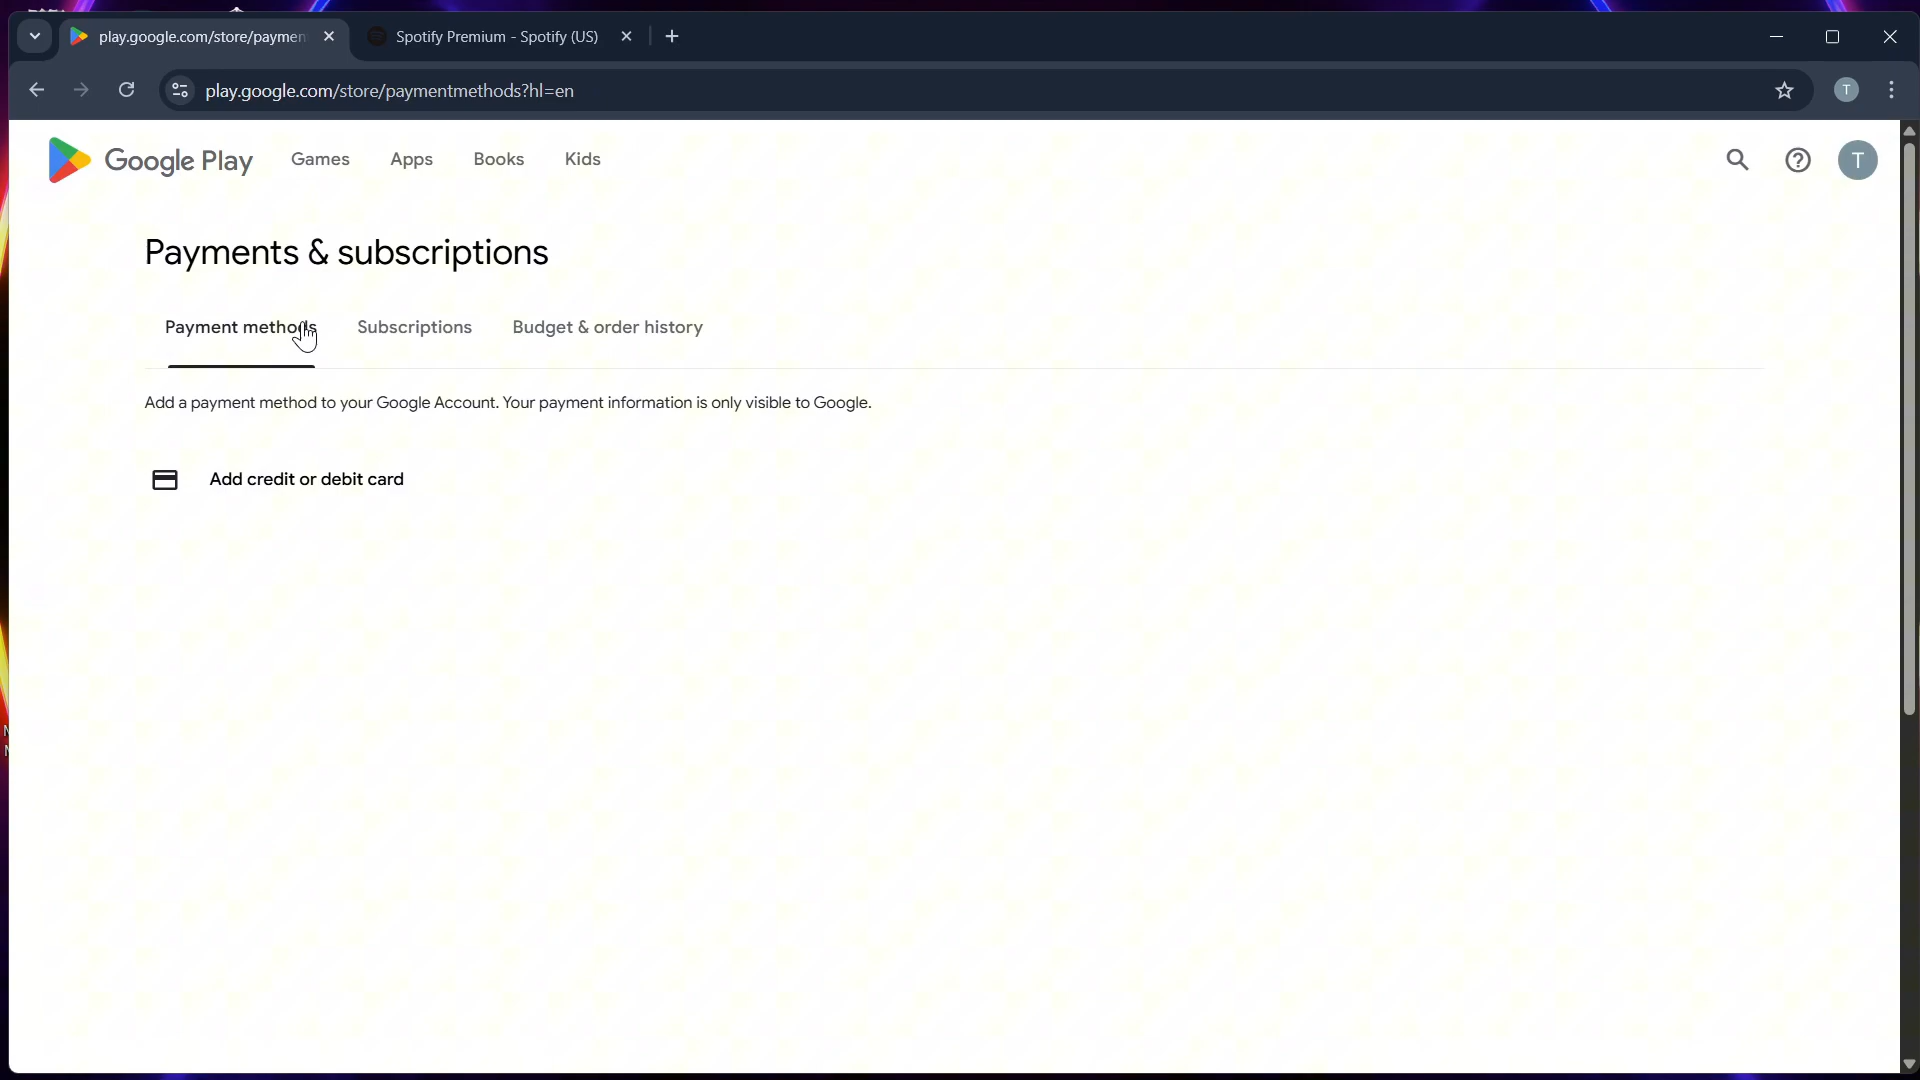 play.google.com/store/paymen
Spotify Premium - Spotify (US)
play.google.com/store/paymentmethods?hl=en
T
Google Play
Games
Apps
Books
Kids
T
Payments & subscriptions
Payment methods
Subscriptions
Budget & order history
Add a payment method to your Google Account. Your payment information is only visible to Google.
Add credit or debit card